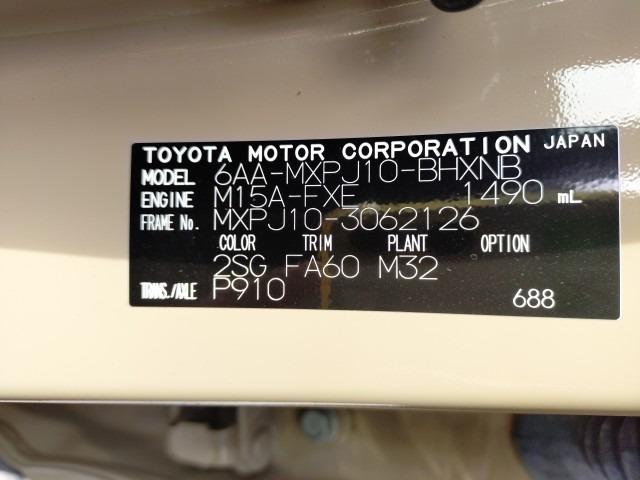 TOYOTA MOTOR CORPORATION JAPAN
MODEL 6AA-MXPJ10-BHXNB
ENGINE M15A-FXE 1490 mL
FRAME No. MXPJ10-3062126
COLOR TRIM PLANT OPTION
2SG FA60 M32
TRANS./AXLE P910
688